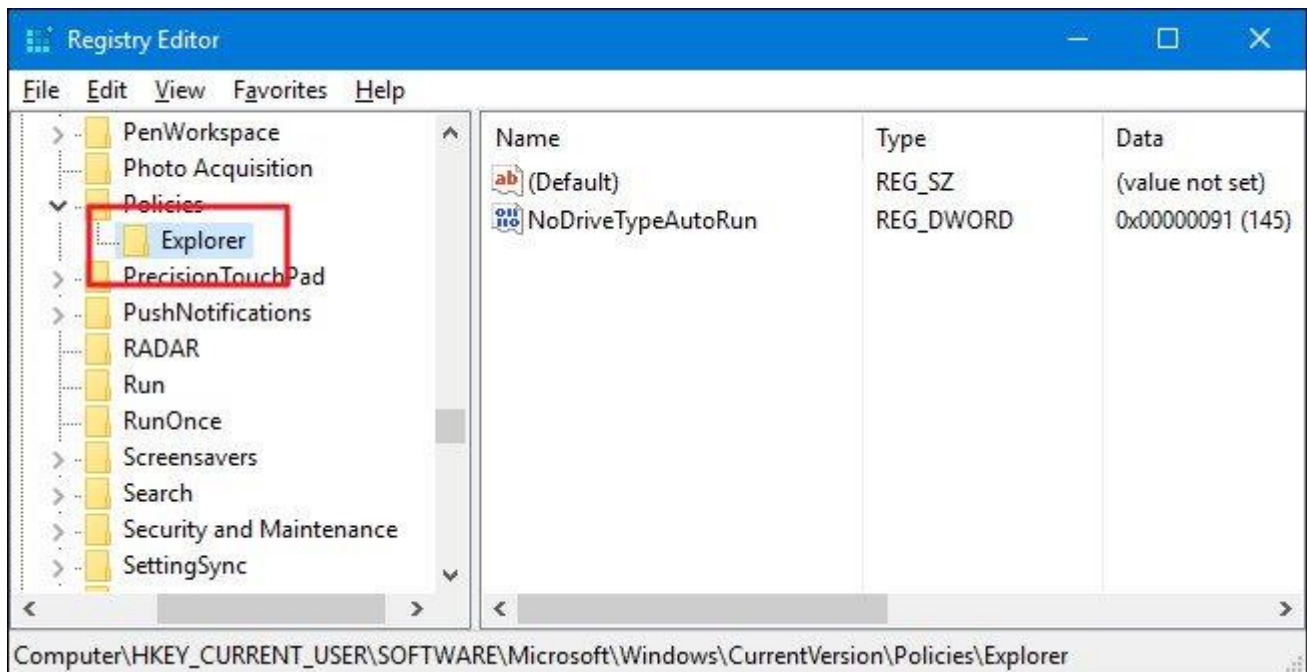 Registry Editor
File Edit View Favorites Help
PenWorkspace
Photo Acquisition
Policies
Explorer
PrecisionTouchPad
PushNotifications
RADAR
Run
RunOnce
Screensavers
Search
Security and Maintenance
SettingSync
Name Type Data
(Default) REG_SZ (value not set)
NoDriveTypeAutoRun REG_DWORD 0x00000091 (145)
Computer\HKEY_CURRENT_USER\SOFTWARE\Microsoft\Windows\CurrentVersion\Policies\Explorer